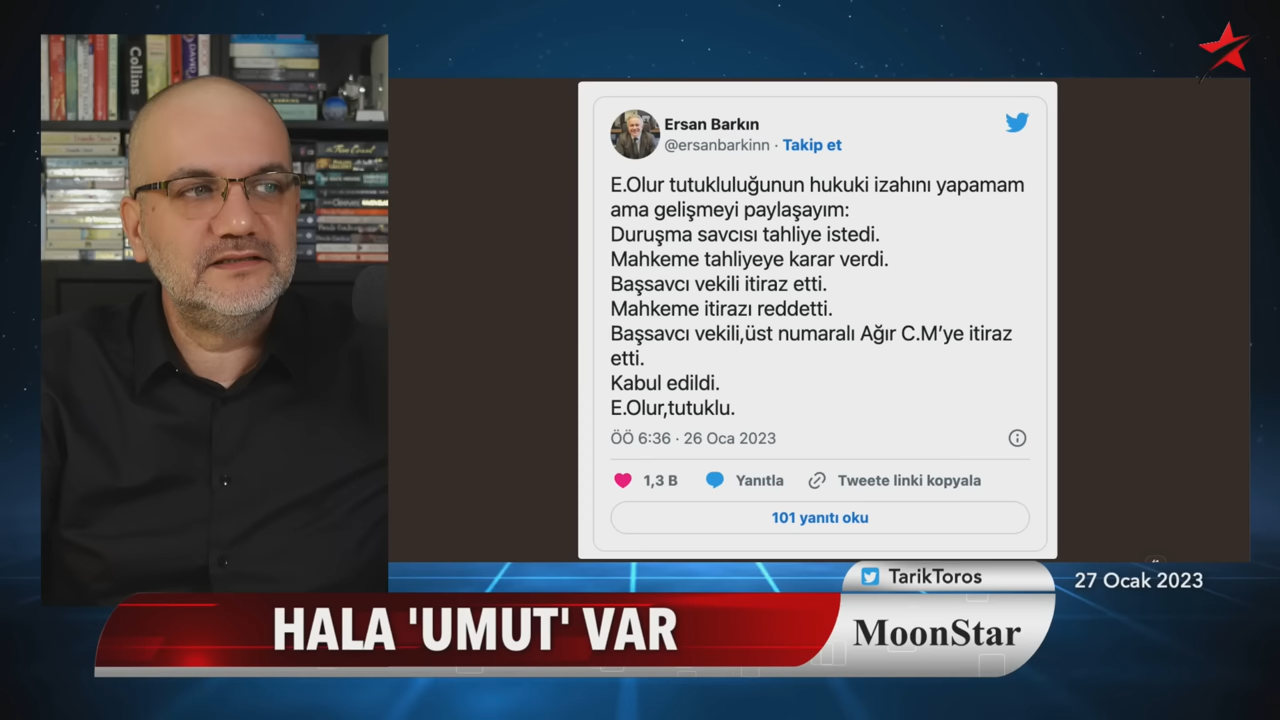 Collins
Ersan Barkın
@ersanbarkinn · Takip et
E.Olur tutukluluğunun hukuki izahını yapamam
ama gelişmeyi paylaşayım:
Duruşma savcısı tahliye istedi.
Mahkeme tahliyeye karar verdi.
Başsavcı vekili itiraz etti.
Mahkeme itirazı reddetti.
Başsavcı vekili,üst numaralı Ağır C.M’ye itiraz
etti.
Kabul edildi.
E.Olur,tutuklu.
ÖÖ 6:36 · 26 Oca 2023
1,3 B Yanıtla Tweete linki kopyala
101 yanıtı oku
TarikToros
27 Ocak 2023
HALA 'UMUT' VAR
MoonStar